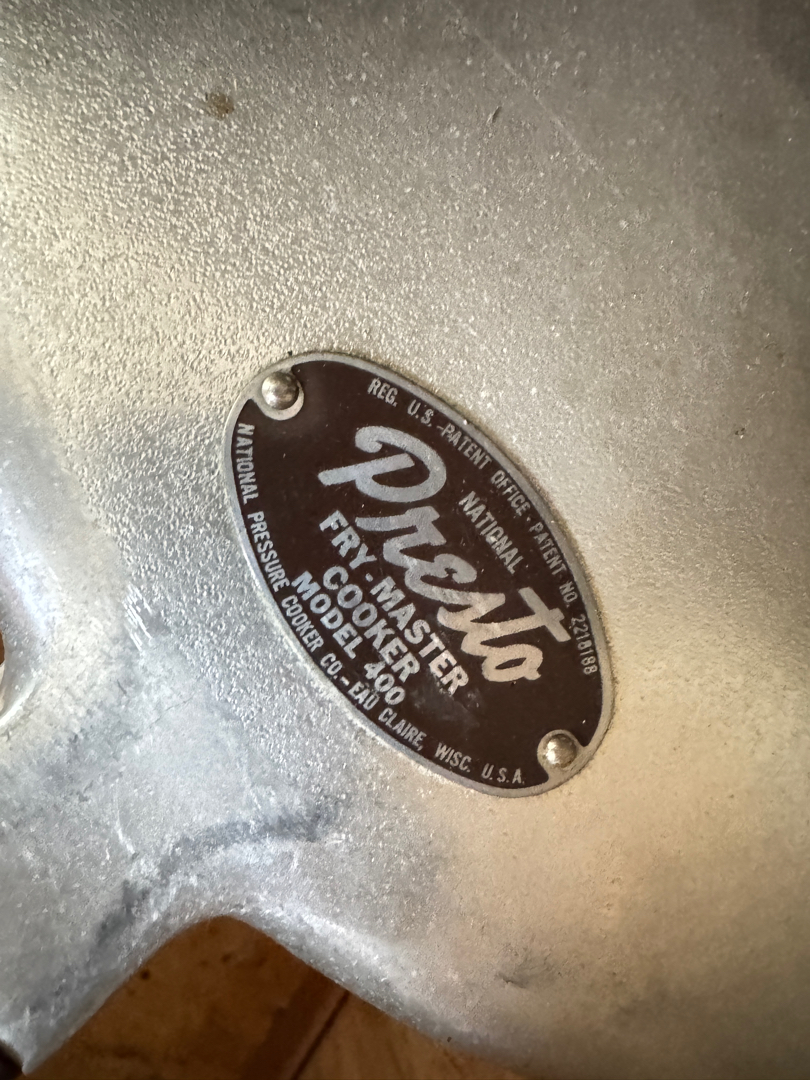 REG. U.S.-PATENT OFFICE · PATENT NO. 2218188
NATIONAL
Presto
FRY-MASTER
COOKER
MODEL 400
NATIONAL PRESSURE COOKER CO.-EAU CLAIRE, WISC. U.S.A.